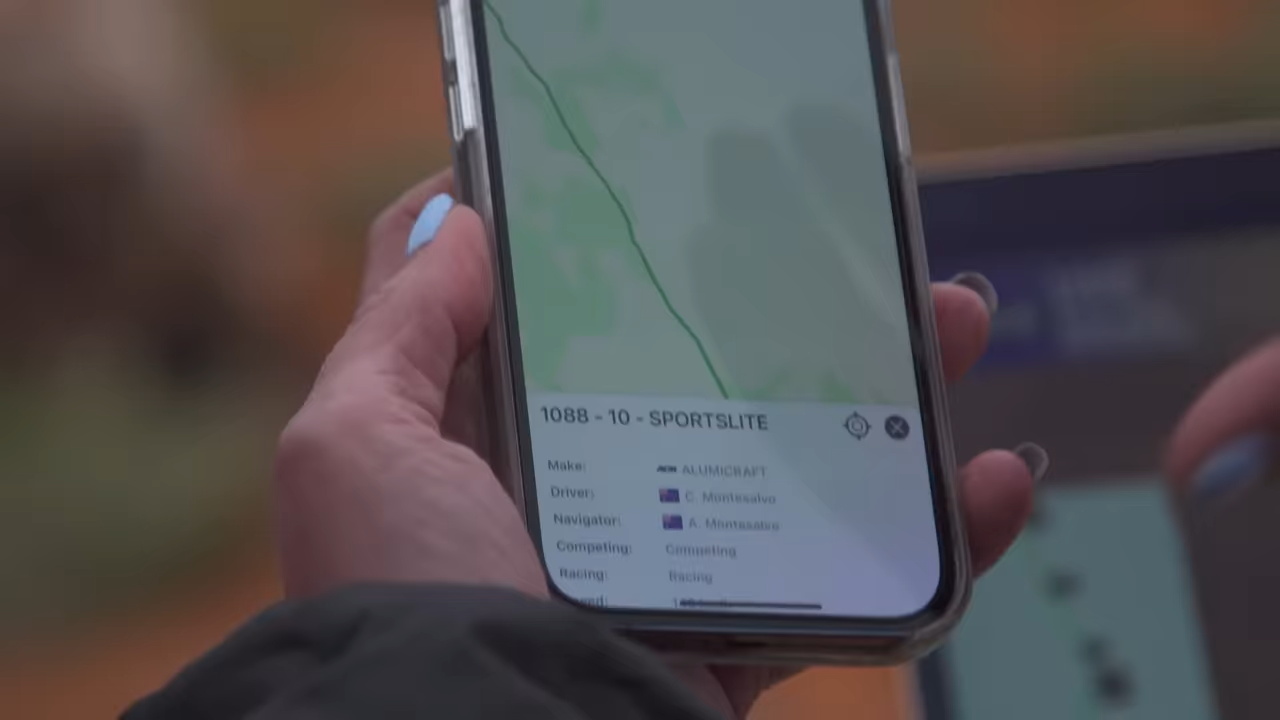 1088 - 10 - SPORTSLITE
Make: ALUMICRAFT
Driver: C. Montesalvo
Navigator: A. Montesalvo
Competing: Competing
Racing: Racing